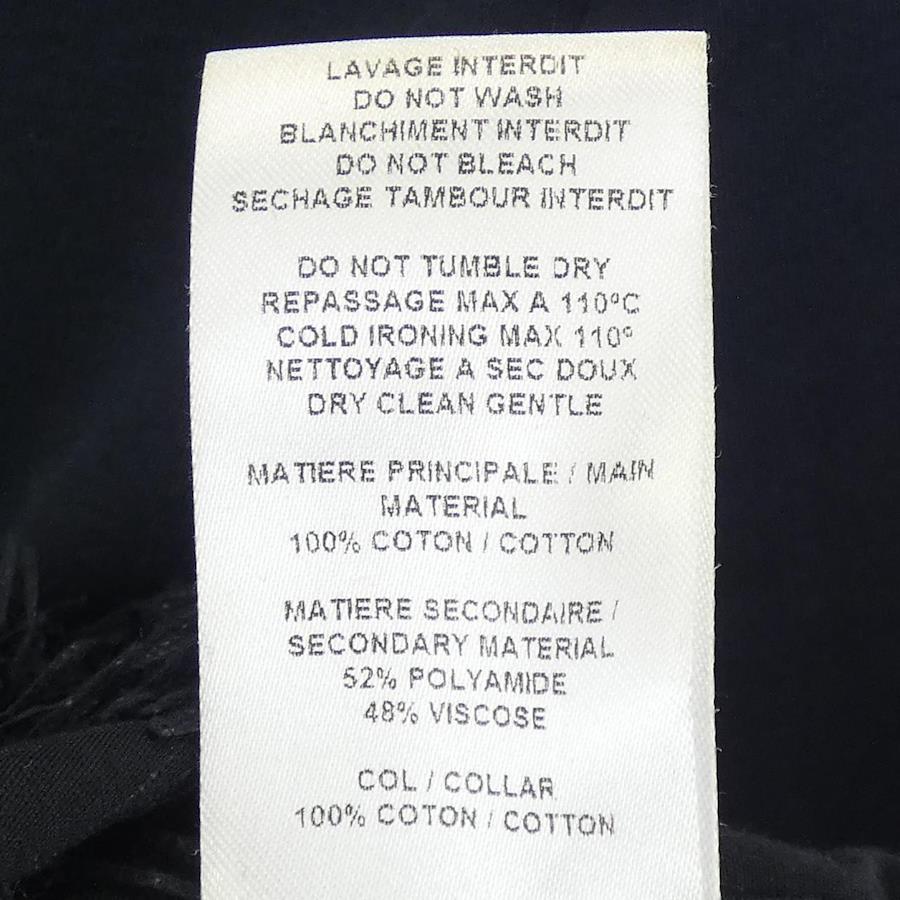 LAVAGE INTERDIT
DO NOT WASH
BLANCHIMENT INTERDIT
DO NOT BLEACH
SECHAGE TAMBOUR INTERDIT
DO NOT TUMBLE DRY
REPASSAGE MAX A 110°C
COLD IRONING MAX 110°
NETTOYAGE A SEC DOUX
DRY CLEAN GENTLE
MATIERE PRINCIPALE / MAIN
MATERIAL
100% COTON / COTTON
MATIERE SECONDAIRE /
SECONDARY MATERIAL
52% POLYAMIDE
48% VISCOSE
COL / COLLAR
100% COTON / COTTON